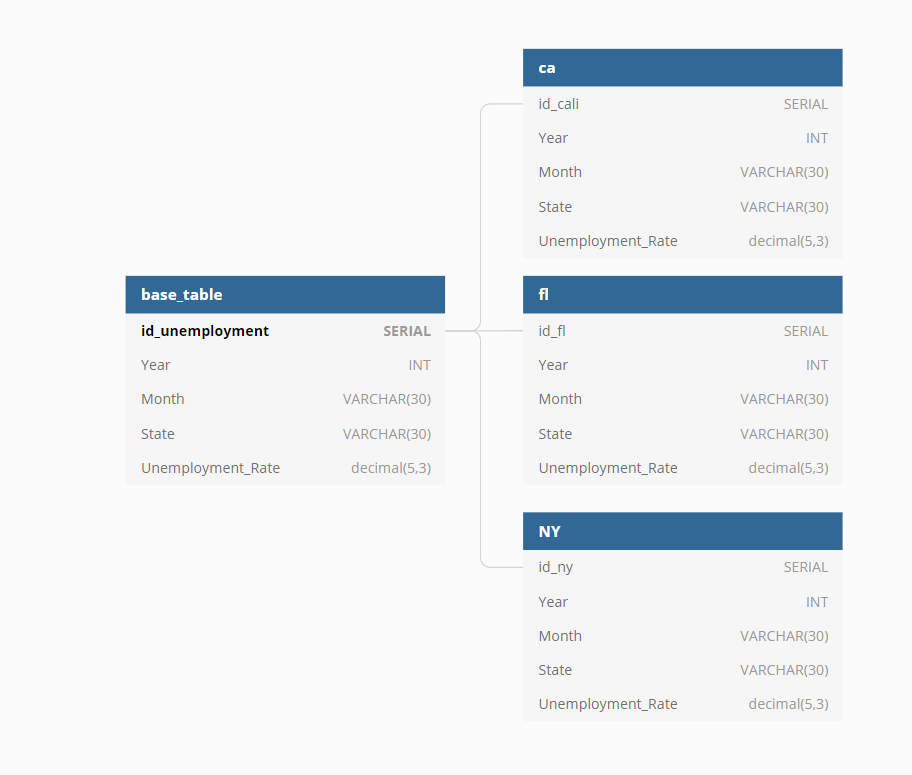 ca
id_cali SERIAL
Year INT
Month VARCHAR(30)
State VARCHAR(30)
Unemployment_Rate decimal(5,3)
base_table
id_unemployment SERIAL
Year INT
Month VARCHAR(30)
State VARCHAR(30)
Unemployment_Rate decimal(5,3)
fl
id_fl SERIAL
Year INT
Month VARCHAR(30)
State VARCHAR(30)
Unemployment_Rate decimal(5,3)
NY
id_ny SERIAL
Year INT
Month VARCHAR(30)
State VARCHAR(30)
Unemployment_Rate decimal(5,3)